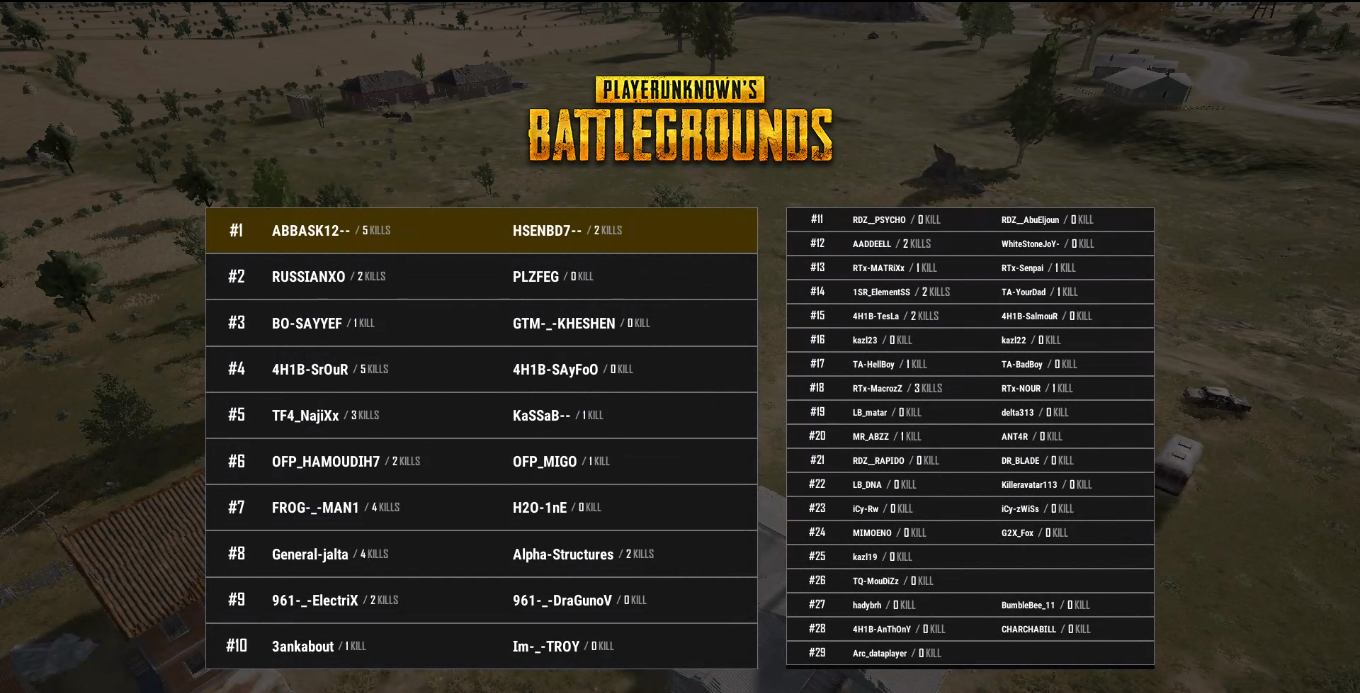 PLAYERUNKNOWN'S
BATTLEGROUNDS
#1 ABBASK12-- / 5 KILLS HSENBD7-- / 2 KILLS
#2 RUSSIANXO / 2 KILLS PLZFEG / 0 KILL
#3 BO-SAYYEF / 1 KILL GTM-_-KHESHEN / 0 KILL
#4 4H1B-SrOuR / 5 KILLS 4H1B-SAyFoO / 0 KILL
#5 TF4_NajiXx / 3 KILLS KaSSaB-- / 1 KILL
#6 OFP_HAMOUDIH7 / 2 KILLS OFP_MIGO / 1 KILL
#7 FROG-_-MAN1 / 4 KILLS H2O-1nE / 0 KILL
#8 General-jalta / 4 KILLS Alpha-Structures / 2 KILLS
#9 961-_-ElectriX / 2 KILLS 961-_-DraGunoV / 0 KILL
#10 3ankabout / 1 KILL Im-_-TROY / 0 KILL
#11 RDZ__PSYCHO / 0 KILL RDZ__AbuEljoun / 0 KILL
#12 AADDEELL / 2 KILLS WhiteStoneJoY- / 0 KILL
#13 RTx-MATRiXx / 1 KILL RTx-Senpai / 1 KILL
#14 1SR_ElementSS / 2 KILLS TA-YourDad / 1 KILL
#15 4H1B-TesLa / 2 KILLS 4H1B-SalmouR / 0 KILL
#16 kazl23 / 0 KILL kazl22 / 0 KILL
#17 TA-HellBoy / 1 KILL TA-BadBoy / 0 KILL
#18 RTx-MacrozZ / 3 KILLS RTx-NOUR / 1 KILL
#19 LB_matar / 0 KILL delta313 / 0 KILL
#20 MR_ABZZ / 1 KILL ANT4R / 0 KILL
#21 RDZ__RAPIDO / 0 KILL DR_BLADE / 0 KILL
#22 LB_DNA / 0 KILL Killeravatar113 / 0 KILL
#23 iCy-Rw / 0 KILL iCy-zWiSs / 0 KILL
#24 MIMOENO / 0 KILL G2X_Fox / 0 KILL
#25 kazl19 / 0 KILL
#26 TQ-MouDiZz / 0 KILL
#27 hadybrh / 0 KILL BumbleBee_11 / 0 KILL
#28 4H1B-AnThOnY / 0 KILL CHARCHABILL / 0 KILL
#29 Arc_dataplayer / 0 KILL